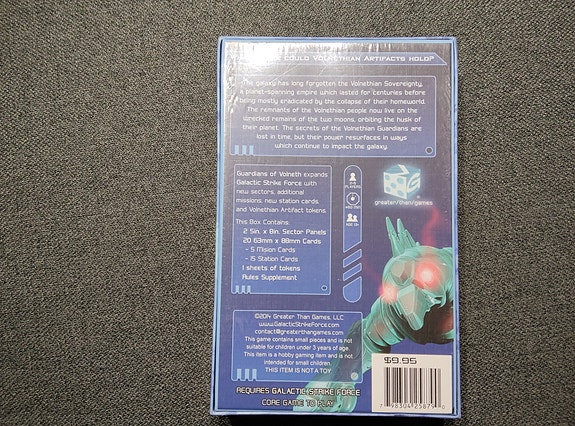 COULD VOLNETHIAN ARTIFACTS HOLD?
The galaxy has long forgotten the Volnethian Sovereignty,
a planet-spanning empire which lasted for centuries before
being mostly eradicated by the collapse of their homeworld.
The remnants of the Volnethian people now live on the
wrecked remains of the two moons, orbiting the husk of
their planet. The secrets of the Volnethian Guardians are
lost in time, but their power resurfaces in ways
which continue to impact the galaxy.
Guardians of Volneth expands
Galactic Strike Force with
new sectors, additional
missions, new station cards,
and Volnethian Artifact tokens.
This Box Contains:
2 5in. x 8in. Sector Panels
20 63mm x 88mm Cards
- 5 Mision Cards
- 15 Station Cards
1 sheets of tokens
Rules Supplement
PLAYERS
greater/than/games
©2014 Greater Than Games, LLC
www.GalacticStrikeForce.com
contact@greaterthangames.com
This game contains small pieces and is not
suitable for children under 3 years of age.
This item is a hobby gaming item and is not
intended for small children.
THIS ITEM IS NOT A TOY
REQUIRES GALACTIC STRIKE FORCE
CORE GAME TO PLAY
$9.95
7 98304 25879